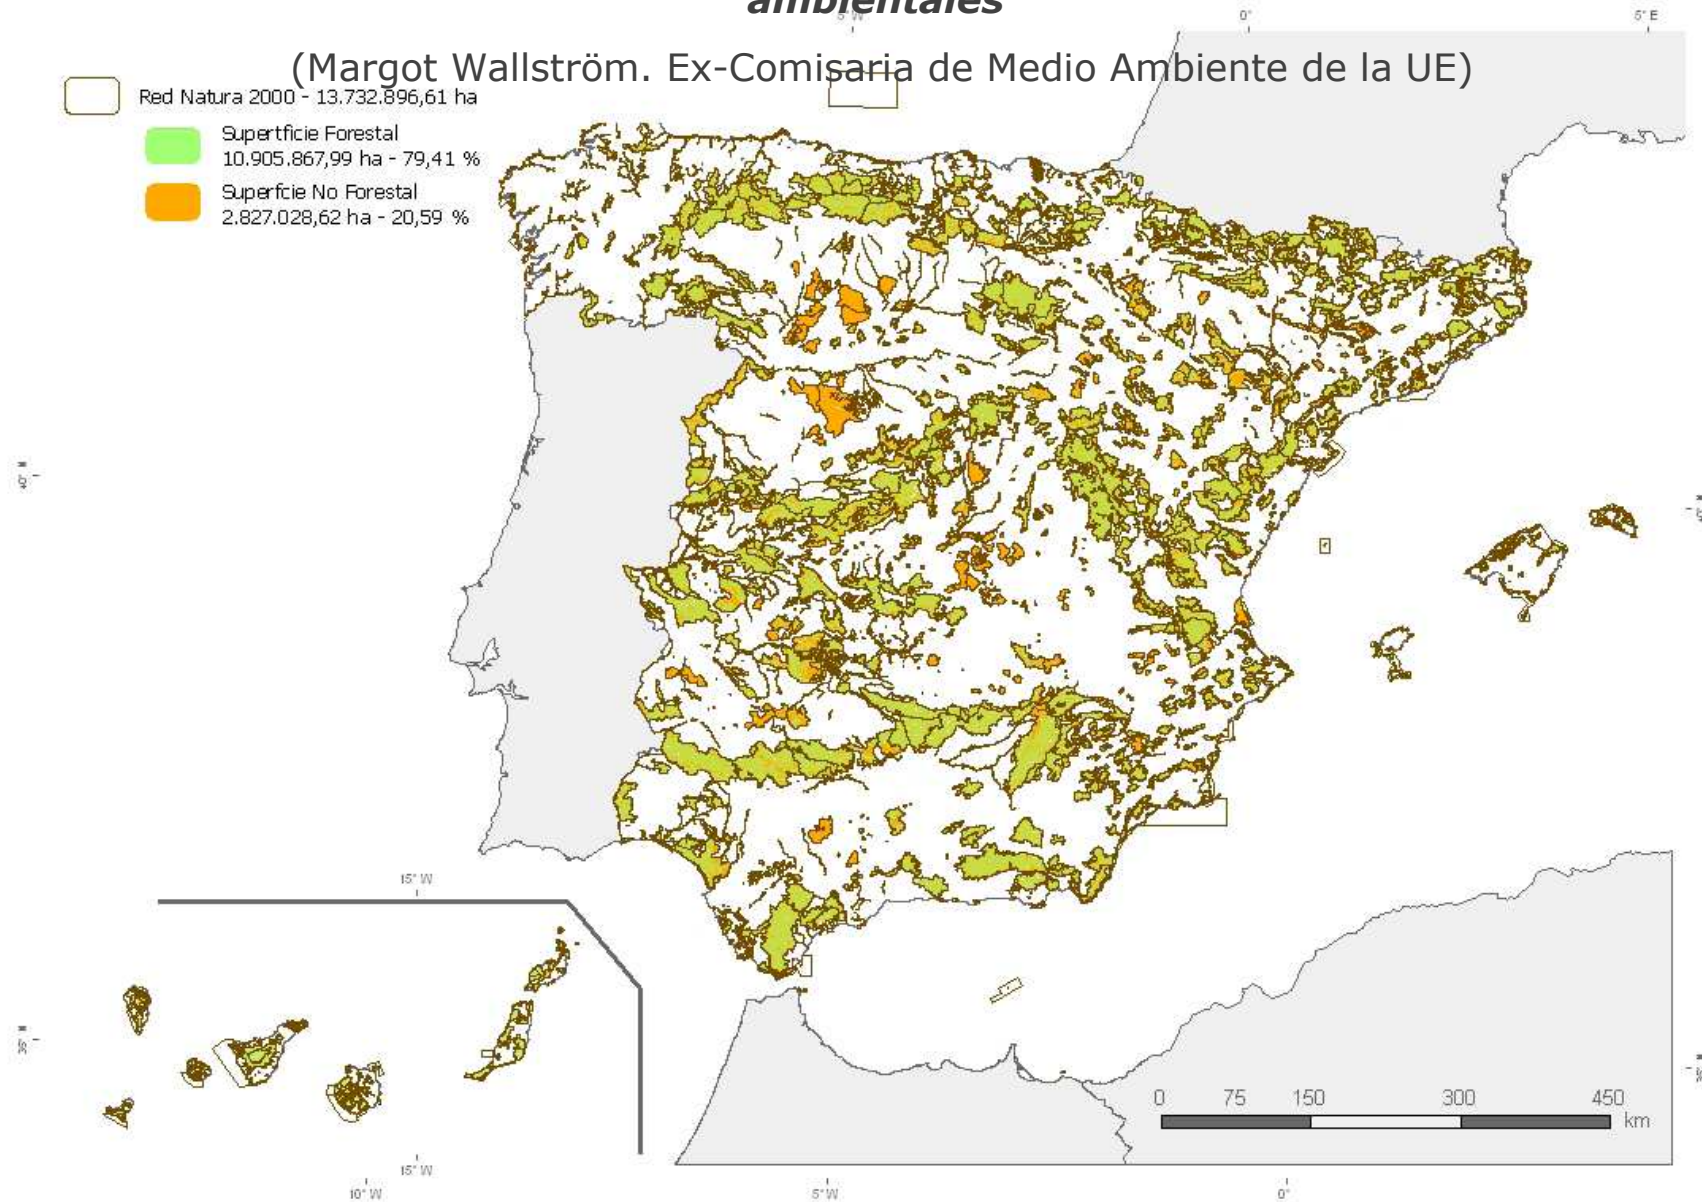 ambientales
5° W
0°
5° E
(Margot Wallström. Ex-Comisaria de Medio Ambiente de la UE)
Red Natura 2000 - 13.732.896,61 ha
Supertficie Forestal
10.905.867,99 ha - 79,41 %
Superfcie No Forestal
2.827.028,62 ha - 20,59 %
40° N
15° W
35° N
0 75 150 300 450
km
15° W
10° W
5° W
0°